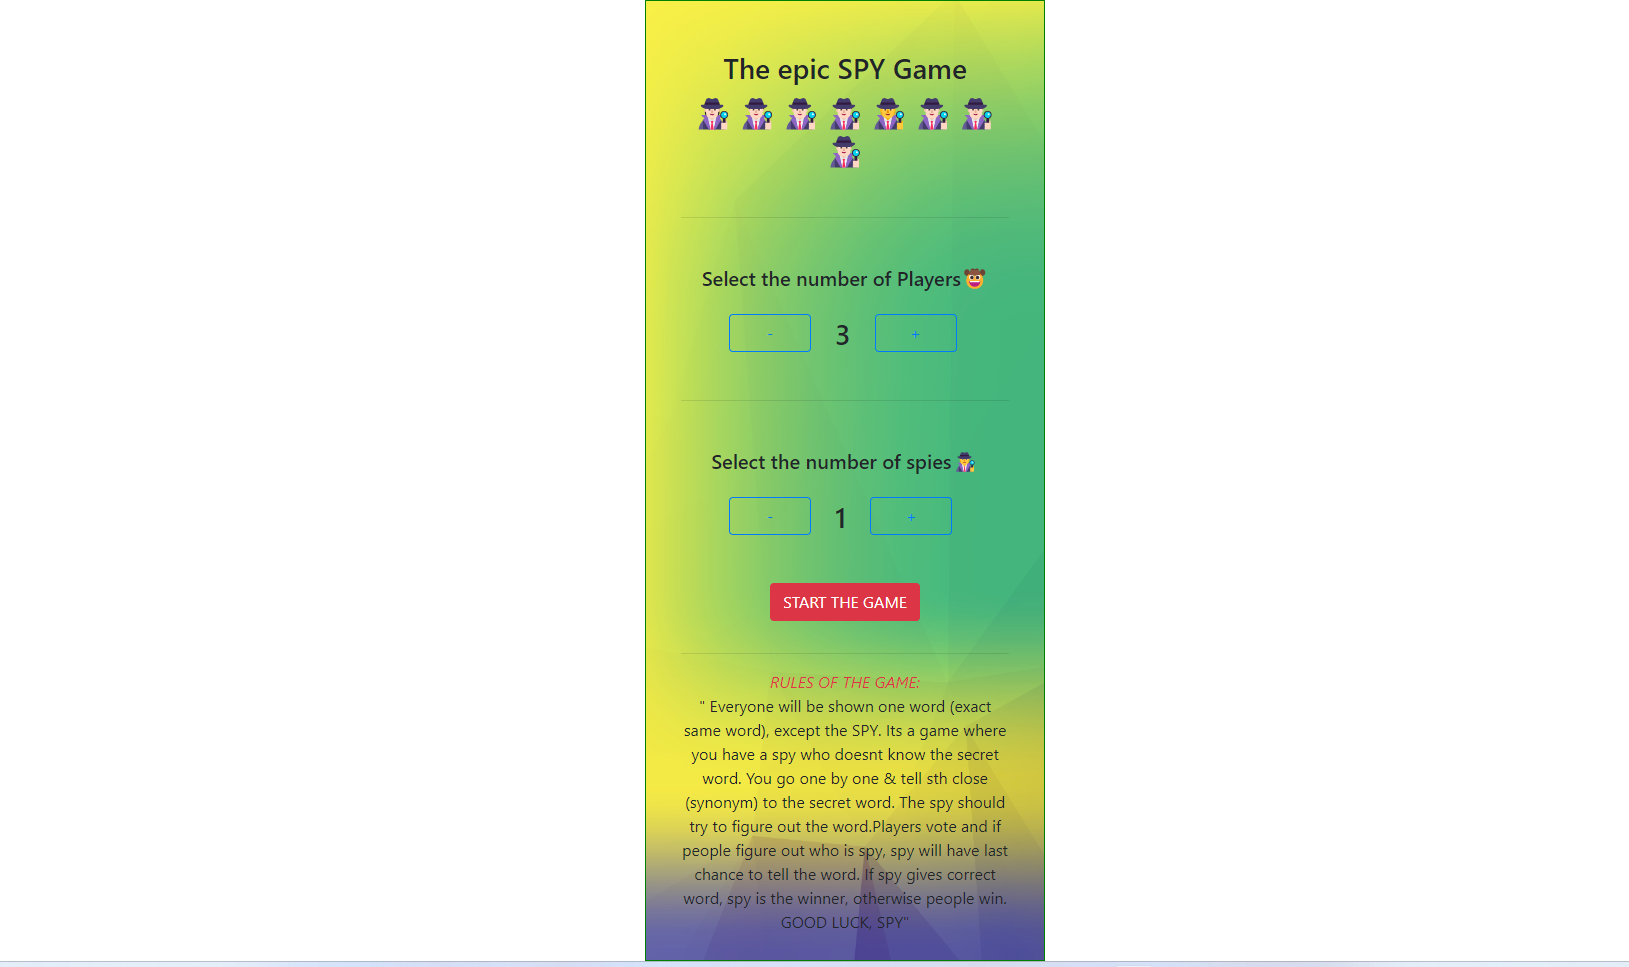 The epic SPY Game
Select the number of Players
- 3 +
Select the number of spies
- 1 +
START THE GAME
RULES OF THE GAME:
" Everyone will be shown one word (exact
same word), except the SPY. Its a game where
you have a spy who doesnt know the secret
word. You go one by one & tell sth close
(synonym) to the secret word. The spy should
try to figure out the word.Players vote and if
people figure out who is spy, spy will have last
chance to tell the word. If spy gives correct
word, spy is the winner, otherwise people win.
GOOD LUCK, SPY"